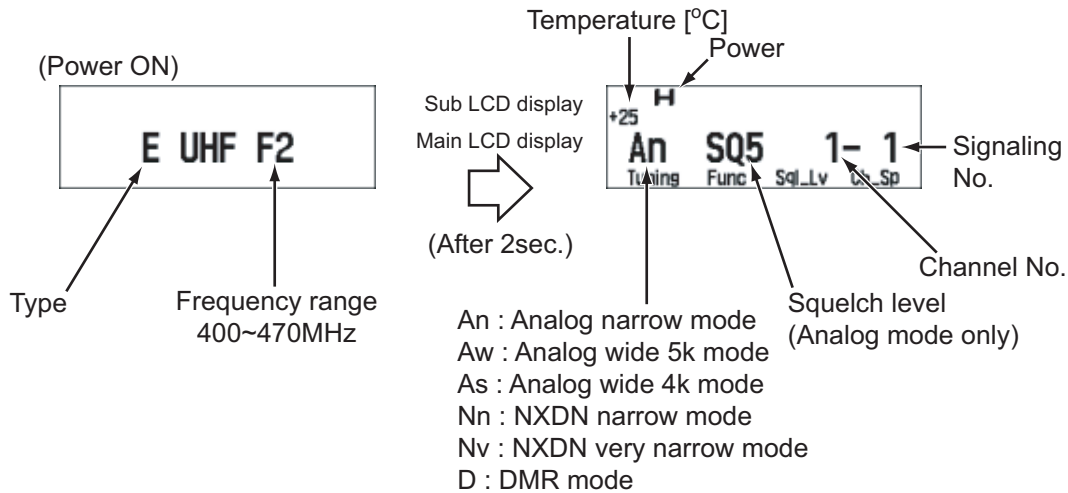 Temperature [°C]
Power
(Power ON)
Sub LCD display
Main LCD display
E UHF F2
H
+25
An SQ5 1- 1
Tuning Func Sql_Lv Ch_Sp
Signaling
No.
(After 2sec.)
Channel No.
Type
Frequency range
400~470MHz
Squelch level
(Analog mode only)
An : Analog narrow mode
Aw : Analog wide 5k mode
As : Analog wide 4k mode
Nn : NXDN narrow mode
Nv : NXDN very narrow mode
D : DMR mode